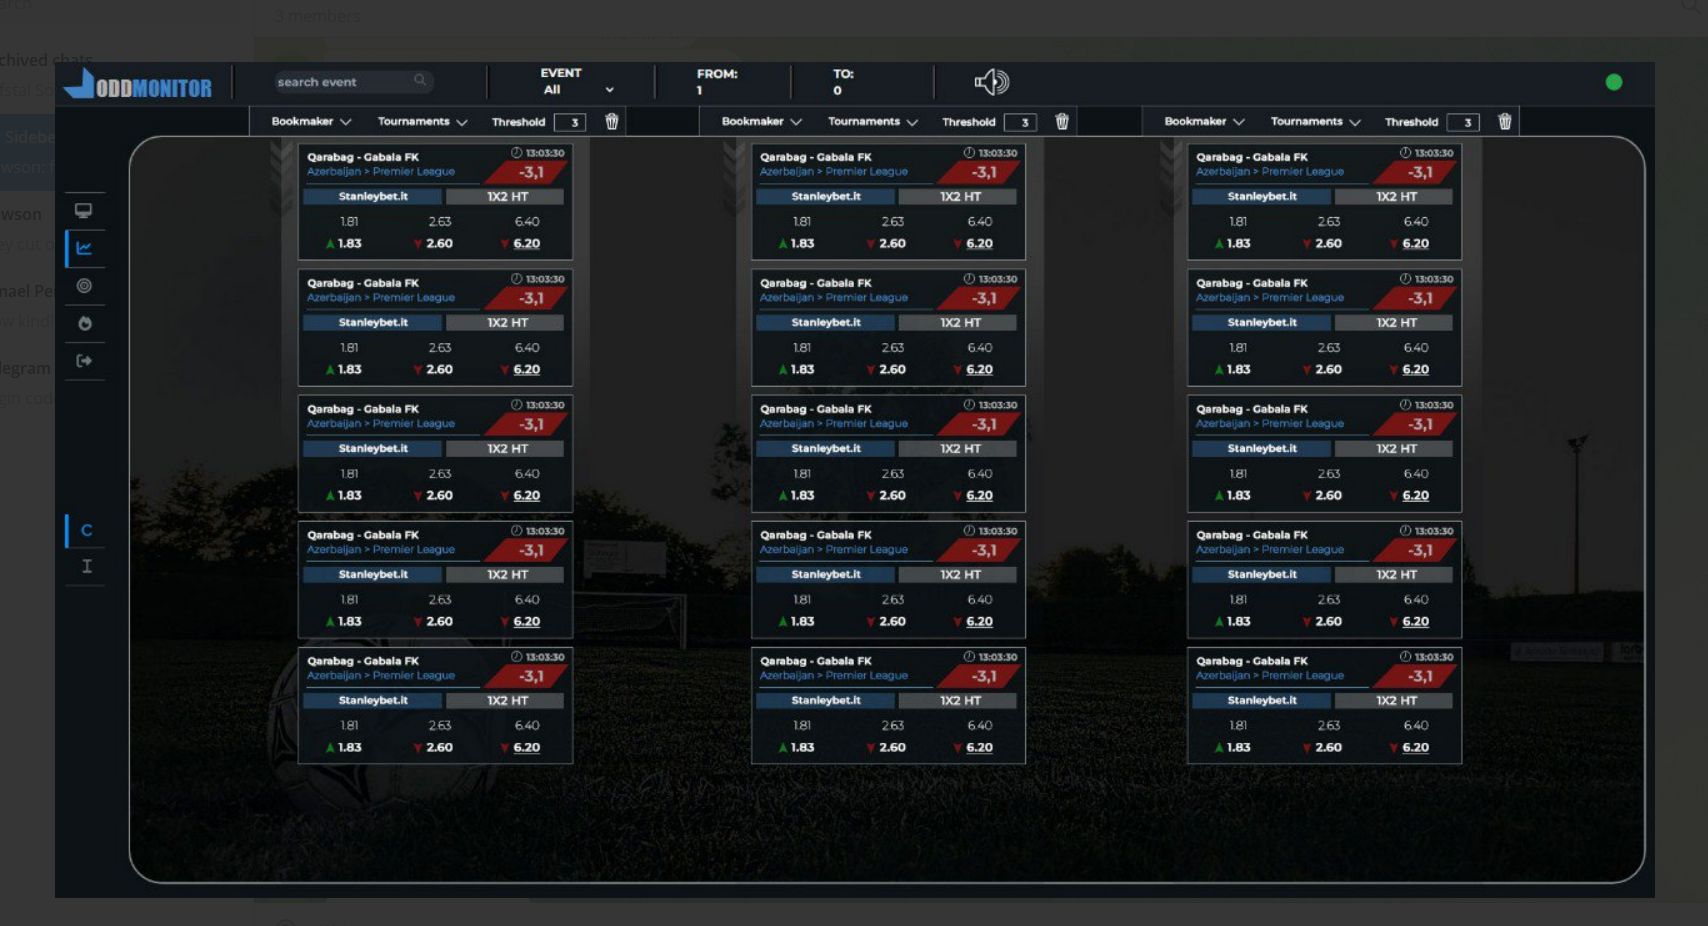 3 members
ODDMONITOR
search event
EVENT
All
FROM:
1
TO:
0
Bookmaker Tournaments Threshold 3
Bookmaker Tournaments Threshold 3
Bookmaker Tournaments Threshold 3
Qarabag - Gabala FK 13:03:30
Azerbaijan > Premier League -3,1
Stanleybet.it 1X2 HT
1.81 2.63 6.40
1.83 2.60 6.20
Qarabag - Gabala FK 13:03:30
Azerbaijan > Premier League -3,1
Stanleybet.it 1X2 HT
1.81 2.63 6.40
1.83 2.60 6.20
Qarabag - Gabala FK 13:03:30
Azerbaijan > Premier League -3,1
Stanleybet.it 1X2 HT
1.81 2.63 6.40
1.83 2.60 6.20
Qarabag - Gabala FK 13:03:30
Azerbaijan > Premier League -3,1
Stanleybet.it 1X2 HT
1.81 2.63 6.40
1.83 2.60 6.20
Qarabag - Gabala FK 13:03:30
Azerbaijan > Premier League -3,1
Stanleybet.it 1X2 HT
1.81 2.63 6.40
1.83 2.60 6.20
Qarabag - Gabala FK 13:03:30
Azerbaijan > Premier League -3,1
Stanleybet.it 1X2 HT
1.81 2.63 6.40
1.83 2.60 6.20
Qarabag - Gabala FK 13:03:30
Azerbaijan > Premier League -3,1
Stanleybet.it 1X2 HT
1.81 2.63 6.40
1.83 2.60 6.20
Qarabag - Gabala FK 13:03:30
Azerbaijan > Premier League -3,1
Stanleybet.it 1X2 HT
1.81 2.63 6.40
1.83 2.60 6.20
Qarabag - Gabala FK 13:03:30
Azerbaijan > Premier League -3,1
Stanleybet.it 1X2 HT
1.81 2.63 6.40
1.83 2.60 6.20
Qarabag - Gabala FK 13:03:30
Azerbaijan > Premier League -3,1
Stanleybet.it 1X2 HT
1.81 2.63 6.40
1.83 2.60 6.20
Qarabag - Gabala FK 13:03:30
Azerbaijan > Premier League -3,1
Stanleybet.it 1X2 HT
1.81 2.63 6.40
1.83 2.60 6.20
Qarabag - Gabala FK 13:03:30
Azerbaijan > Premier League -3,1
Stanleybet.it 1X2 HT
1.81 2.63 6.40
1.83 2.60 6.20
Qarabag - Gabala FK 13:03:30
Azerbaijan > Premier League -3,1
Stanleybet.it 1X2 HT
1.81 2.63 6.40
1.83 2.60 6.20
Qarabag - Gabala FK 13:03:30
Azerbaijan > Premier League -3,1
Stanleybet.it 1X2 HT
1.81 2.63 6.40
1.83 2.60 6.20
Qarabag - Gabala FK 13:03:30
Azerbaijan > Premier League -3,1
Stanleybet.it 1X2 HT
1.81 2.63 6.40
1.83 2.60 6.20
C
I